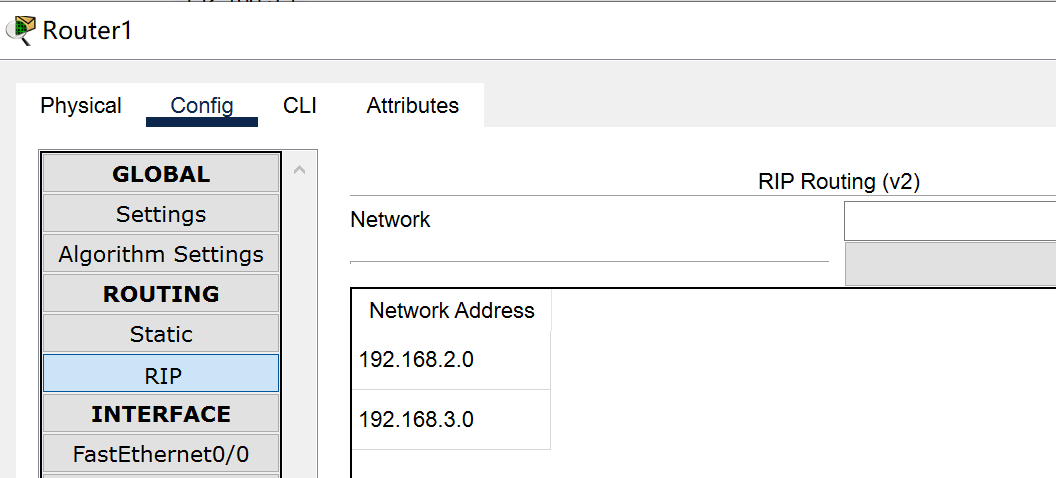 Router1
Physical Config CLI Attributes
GLOBAL
Settings
Algorithm Settings
ROUTING
Static
RIP
INTERFACE
FastEthernet0/0
RIP Routing (v2)
Network
Network Address
192.168.2.0
192.168.3.0